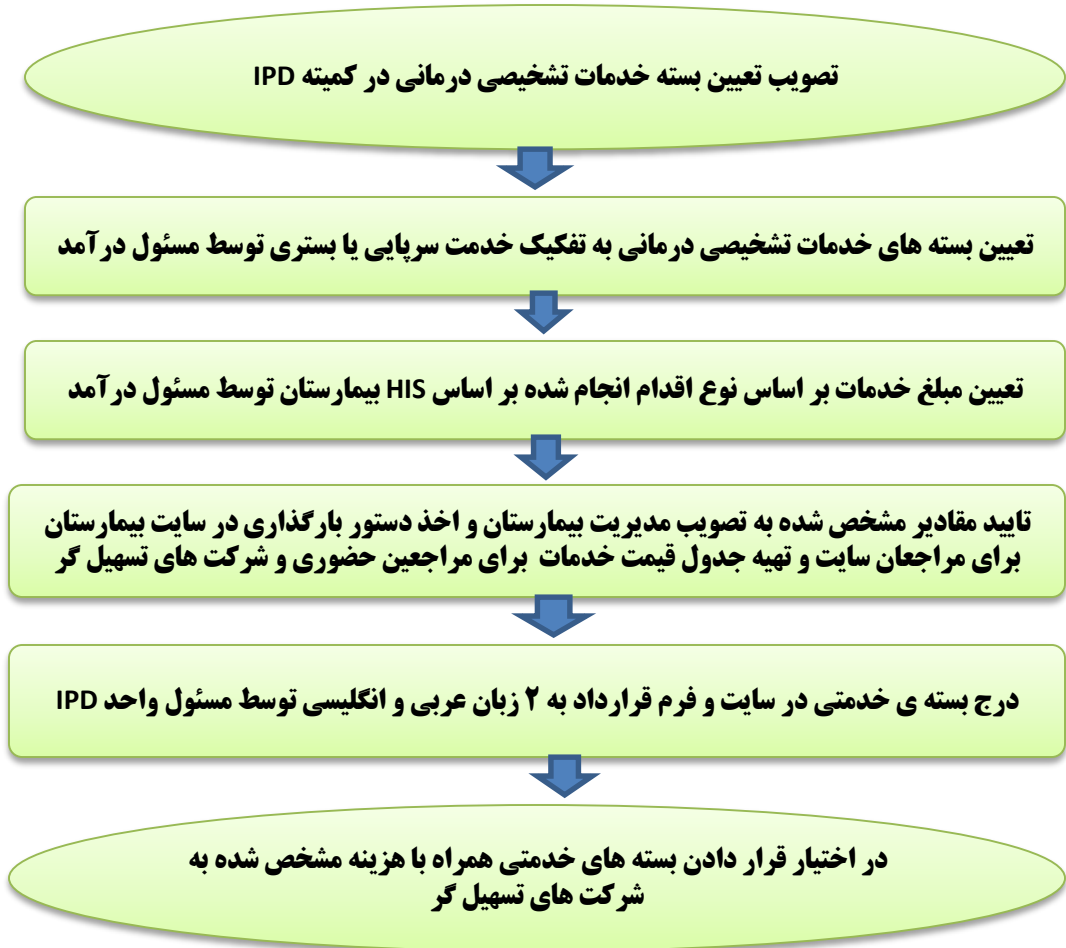 تصویب تعیین بسته خدمات تشخیصی درمانی در کمیته IPD
تعیین بسته های خدمات تشخیصی درمانی به تفکیک خدمت سرپایی یا بستری توسط مسئول درآمد
تعیین مبلغ خدمات بر اساس نوع اقدام انجام شده بر اساس HIS بیمارستان توسط مسئول درآمد
تایید مقادیر مشخص شده به تصویب مدیریت بیمارستان و اخذ دستور بارگذاری در سایت بیمارستان
برای مراجعان سایت و تهیه جدول قیمت خدمات برای مراجعین حضوری و شرکت های تسهیل گر
درج بسته ی خدمتی در سایت و فرم قرارداد به ۲ زبان عربی و انگلیسی توسط مسئول واحد IPD
در اختیار قرار دادن بسته های خدمتی همراه با هزینه مشخص شده به
شرکت های تسهیل گر